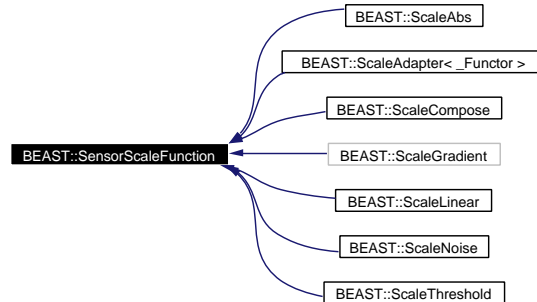 BEAST::ScaleAbs
BEAST::ScaleAdapter< _Functor >
BEAST::ScaleCompose
BEAST::SensorScaleFunction
BEAST::ScaleGradient
BEAST::ScaleLinear
BEAST::ScaleNoise
BEAST::ScaleThreshold